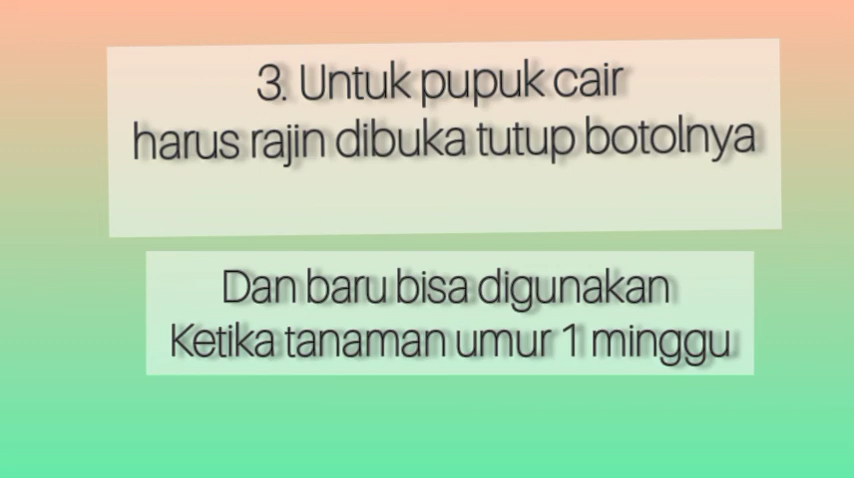 3. Untuk pupuk cair
harus rajin dibuka tutup botolnya
Dan baru bisa digunakan
Ketika tanaman umur 1 minggu